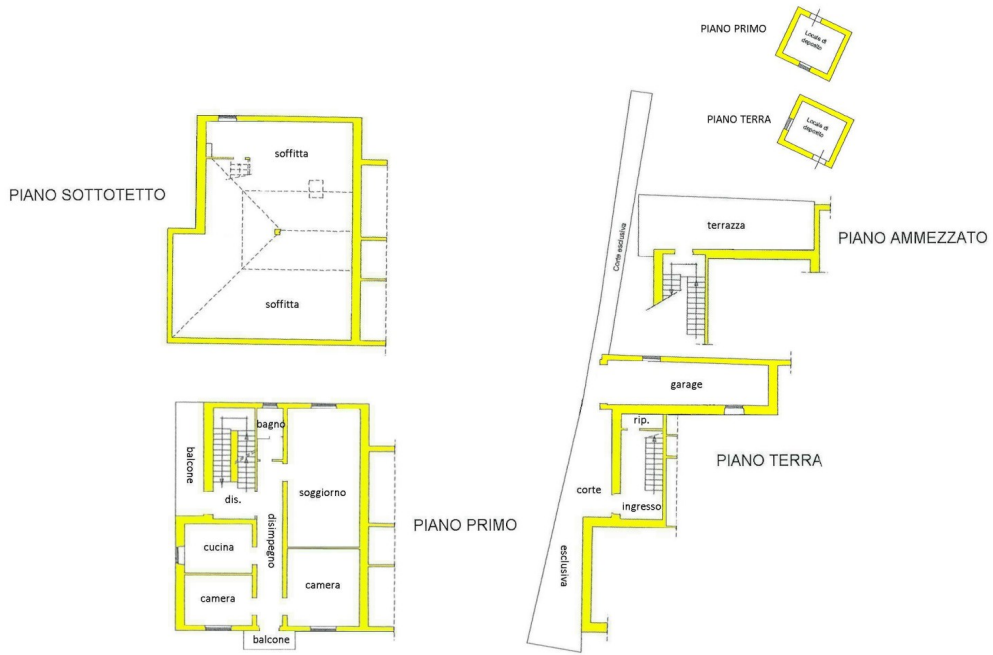 PIANO PRIMO
Locale di
deposito
PIANO TERRA
Locale di
deposito
PIANO SOTTOTETTO
soffitta
soffitta
Corte esclusiva
terrazza
PIANO AMMEZZATO
garage
rip.
PIANO TERRA
corte
ingresso
esclusiva
balcone
bagno
dis.
disimpegno
soggiorno
PIANO PRIMO
cucina
camera
camera
balcone